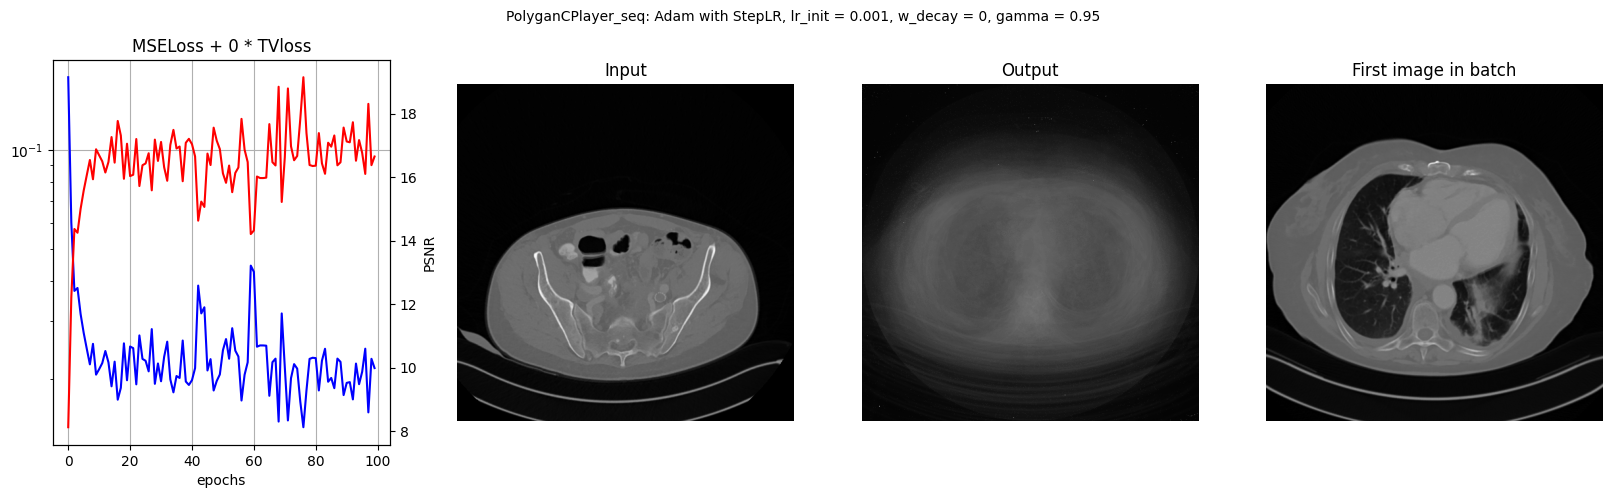 PolyganCPlayer_seq: Adam with StepLR, lr_init = 0.001, w_decay = 0, gamma = 0.95
MSELoss + 0 * TVloss
Input
Output
First image in batch
10^{-1}
18
16
14
12
10
8
PSNR
0 20 40 60 80 100
epochs